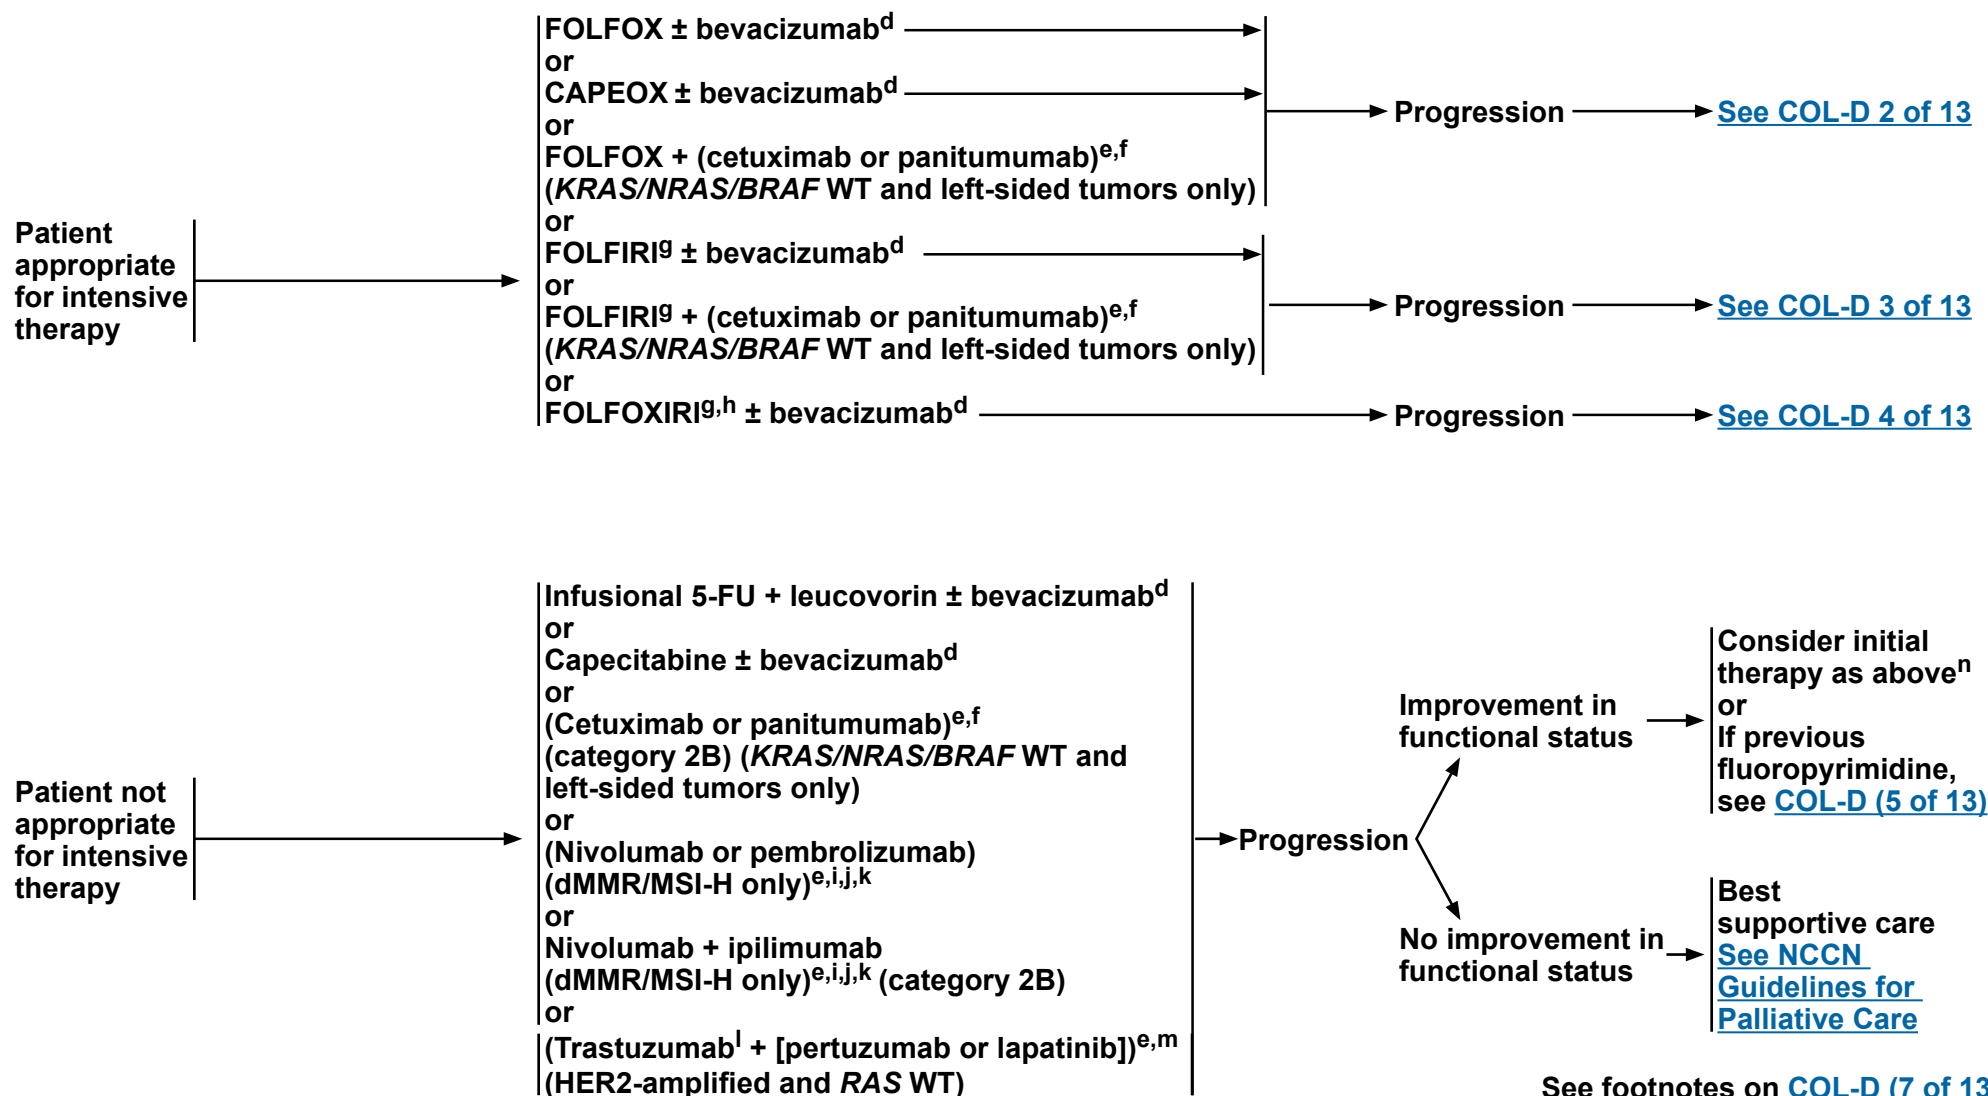 Patient
appropriate
for intensive
therapy
FOLFOX ± bevacizumabd
or
CAPEOX ± bevacizumabd
or
FOLFOX + (cetuximab or panitumumab)e,f
(KRAS/NRAS/BRAF WT and left-sided tumors only)
or
FOLFIRIg ± bevacizumabd
or
FOLFIRIg + (cetuximab or panitumumab)e,f
(KRAS/NRAS/BRAF WT and left-sided tumors only)
or
FOLFOXIRIg,h ± bevacizumabd
Progression
See COL-D 2 of 13
Progression
See COL-D 3 of 13
Progression
See COL-D 4 of 13
Patient not
appropriate
for intensive
therapy
Infusional 5-FU + leucovorin ± bevacizumabd
or
Capecitabine ± bevacizumabd
or
(Cetuximab or panitumumab)e,f
(category 2B) (KRAS/NRAS/BRAF WT and
left-sided tumors only)
or
(Nivolumab or pembrolizumab)
(dMMR/MSI-H only)e,i,j,k
or
Nivolumab + ipilimumab
(dMMR/MSI-H only)e,i,j,k (category 2B)
or
(Trastuzumabl + [pertuzumab or lapatinib])e,m
(HER2-amplified and RAS WT)
Progression
Improvement in
functional status
Consider initial
therapy as aboven
or
If previous
fluoropyrimidine,
see COL-D (5 of 13)
No improvement in
functional status
Best
supportive care
See NCCN
Guidelines for
Palliative Care
See footnotes on COL-D (7 of 13